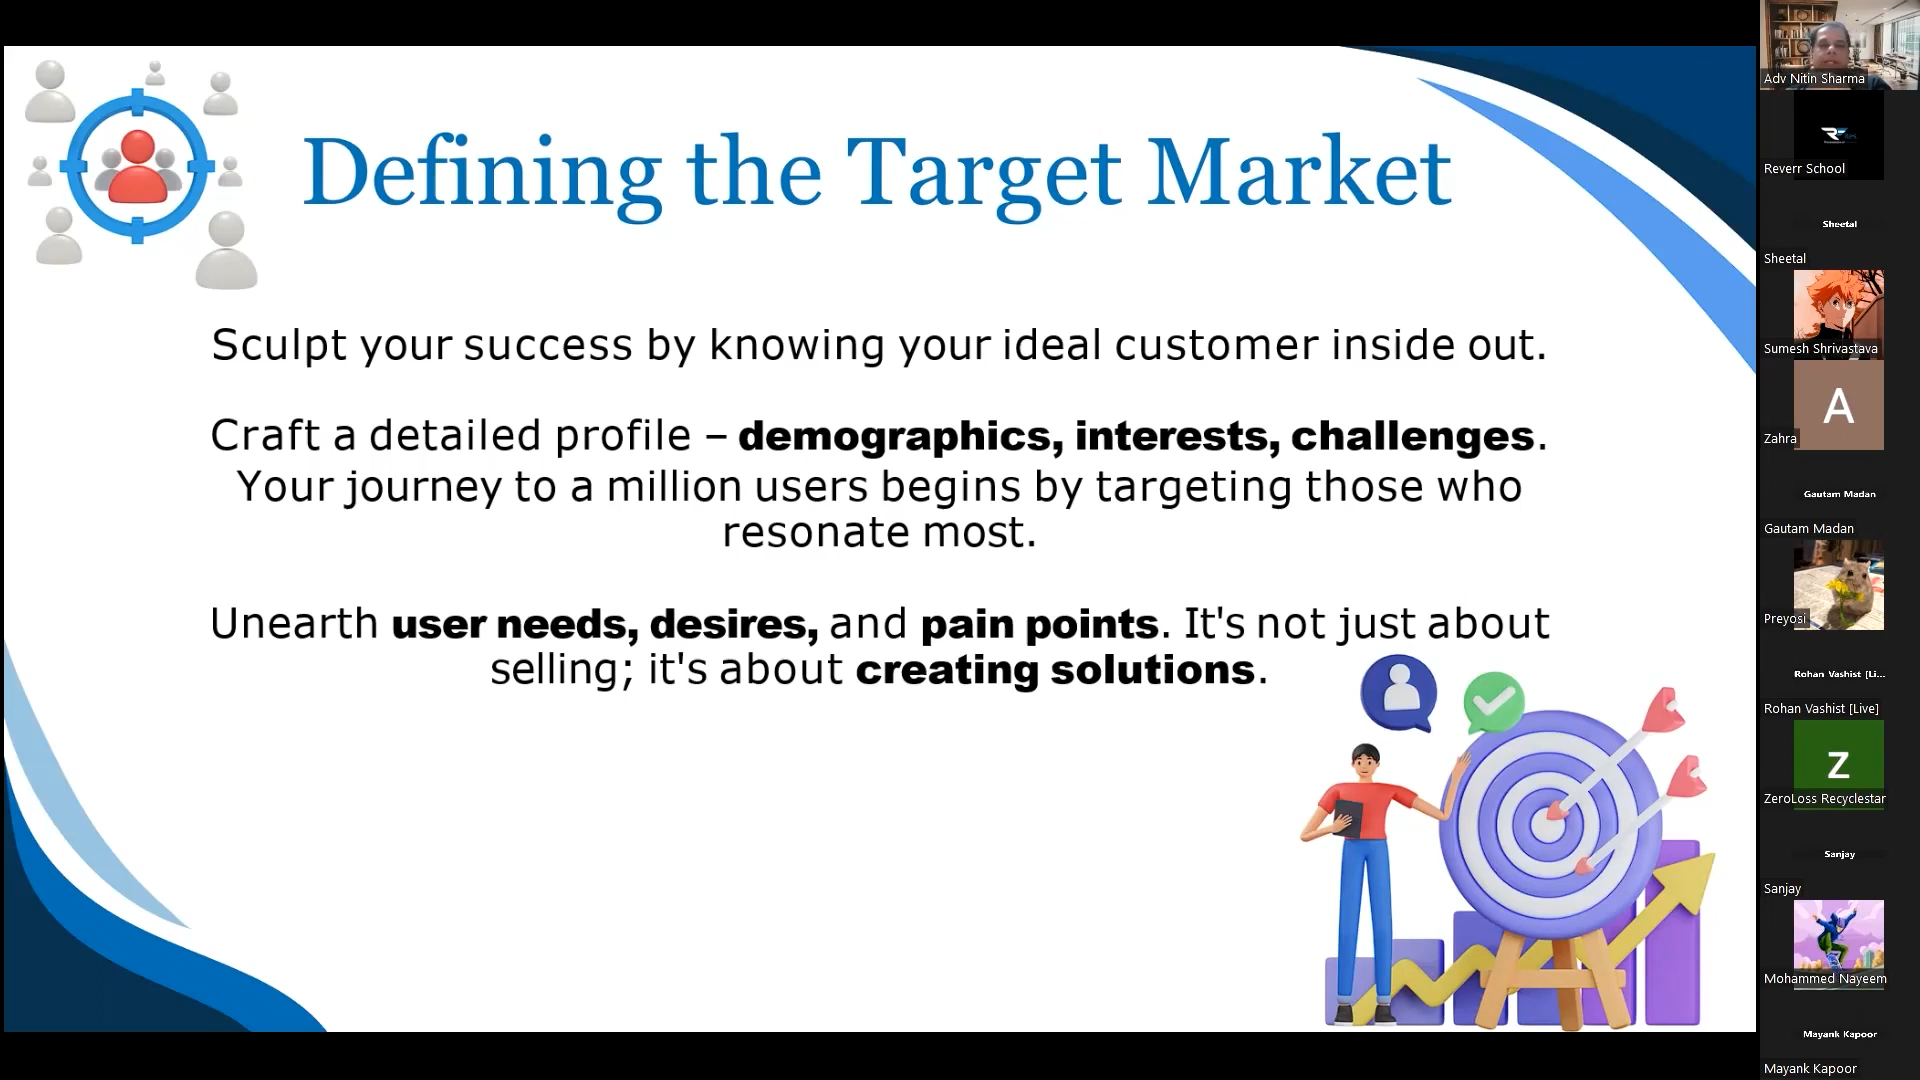 Defining the Target Market
Sculpt your success by knowing your ideal customer inside out.
Craft a detailed profile – demographics, interests, challenges.
Your journey to a million users begins by targeting those who
resonate most.
Unearth user needs, desires, and pain points. It's not just about
selling; it's about creating solutions.
Adv Nitin Sharma
Reverr School
Sheetal
Sheetal
Sumesh Shrivastava
A
Zahra
Gautam Madan
Gautam Madan
Preyosi
Rohan Vashist [Li...
Rohan Vashist [Live]
z
ZeroLoss Recyclestar
Sanjay
Sanjay
Mohammed Nayeem
Mayank Kapoor
Mayank Kapoor